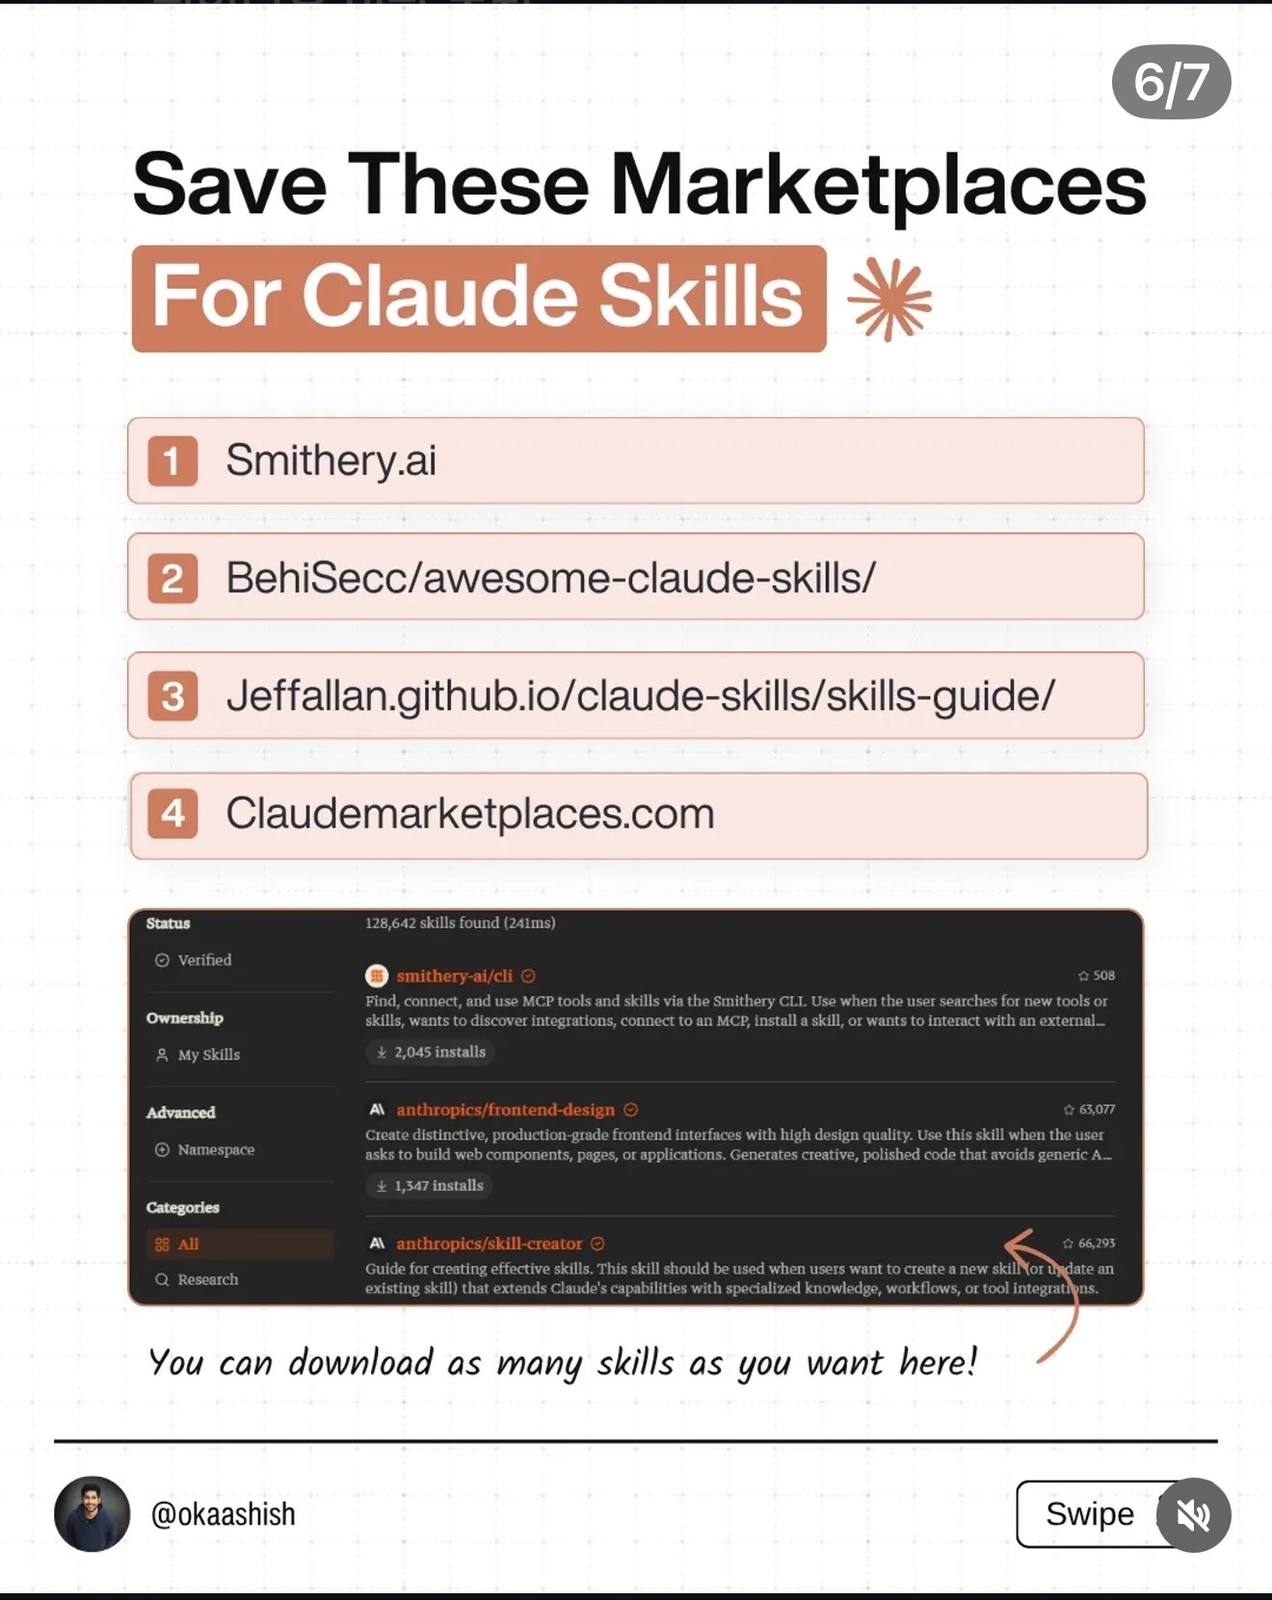 6/7
Save These Marketplaces
For Claude Skills
1 Smithery.ai
2 BehiSecc/awesome-claude-skills/
3 Jeffallan.github.io/claude-skills/skills-guide/
4 Claudemarketplaces.com
Status
Verified
Ownership
My Skills
Advanced
Namespace
Categories
All
Research
128,642 skills found (241ms)
smithery-ai/cli
508
Find, connect, and use MCP tools and skills via the Smithery CLI. Use when the user searches for new tools or
skills, wants to discover integrations, connect to an MCP, install a skill, or wants to interact with an external...
2,045 installs
anthropics/frontend-design
63,077
Create distinctive, production-grade frontend interfaces with high design quality. Use this skill when the user
asks to build web components, pages, or applications. Generates creative, polished code that avoids generic A...
1,347 installs
anthropics/skill-creator
66,293
Guide for creating effective skills. This skill should be used when users want to create a new skill (or update an
existing skill) that extends Claude's capabilities with specialized knowledge, workflows, or tool integrations.
You can download as many skills as you want here!
@okaashish
Swipe